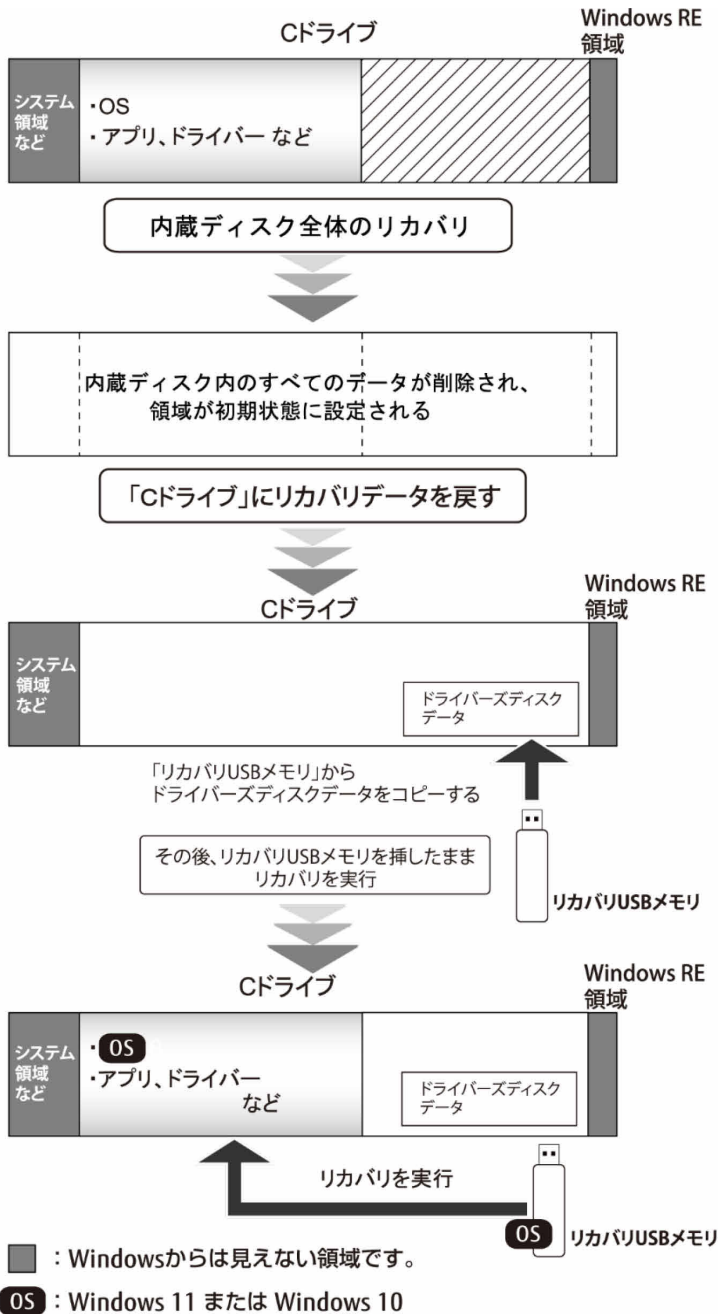 Cドライブ
Windows RE
領域
システム
領域
など
・OS
・アプリ、ドライバー など
内蔵ディスク全体のリカバリ
内蔵ディスク内のすべてのデータが削除され、
領域が初期状態に設定される
「Cドライブ」にリカバリデータを戻す
Cドライブ
Windows RE
領域
システム
領域
など
ドライバーズディスク
データ
「リカバリUSBメモリ」から
ドライバーズディスクデータをコピーする
その後、リカバリUSBメモリを挿したまま
リカバリを実行
リカバリUSBメモリ
Cドライブ
Windows RE
領域
システム
領域
など
・OS
・アプリ、ドライバー
など
ドライバーズディスク
データ
リカバリを実行
OS
リカバリUSBメモリ
：Windowsからは見えない領域です。
OS：Windows 11 または Windows 10